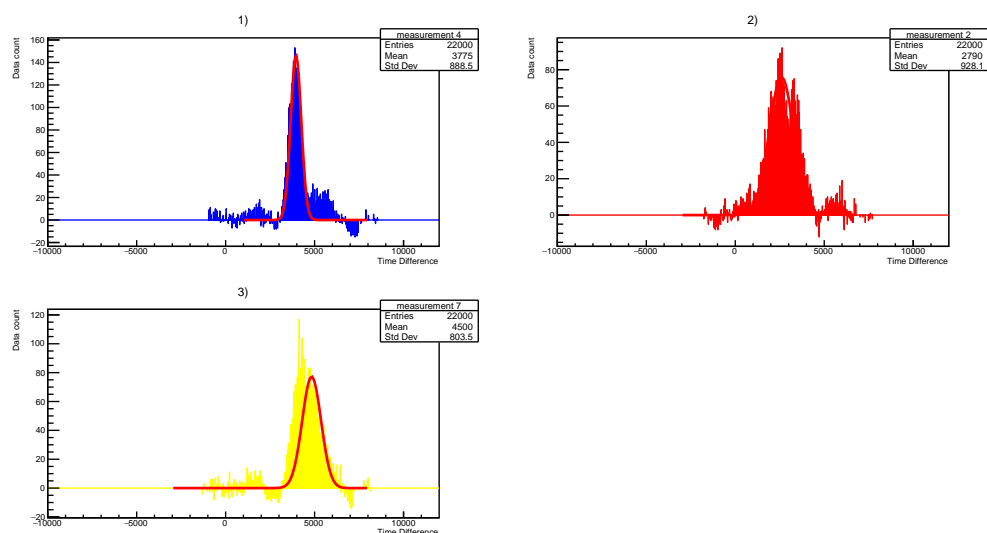 1)
measurement 4
Entries 22000
Mean 3775
Std Dev 888.5
Data count
160
140
120
100
80
60
40
20
0
−20
−10000 −5000 0 5000 10000
Time Difference
2)
measurement 2
Entries 22000
Mean 2790
Std Dev 928.1
Data count
80
60
40
20
0
−10000 −5000 0 5000 10000
Time Difference
3)
measurement 7
Entries 22000
Mean 4500
Std Dev 803.5
Data count
120
100
80
60
40
20
0
−20
−10000 −5000 0 5000 10000
Time Difference